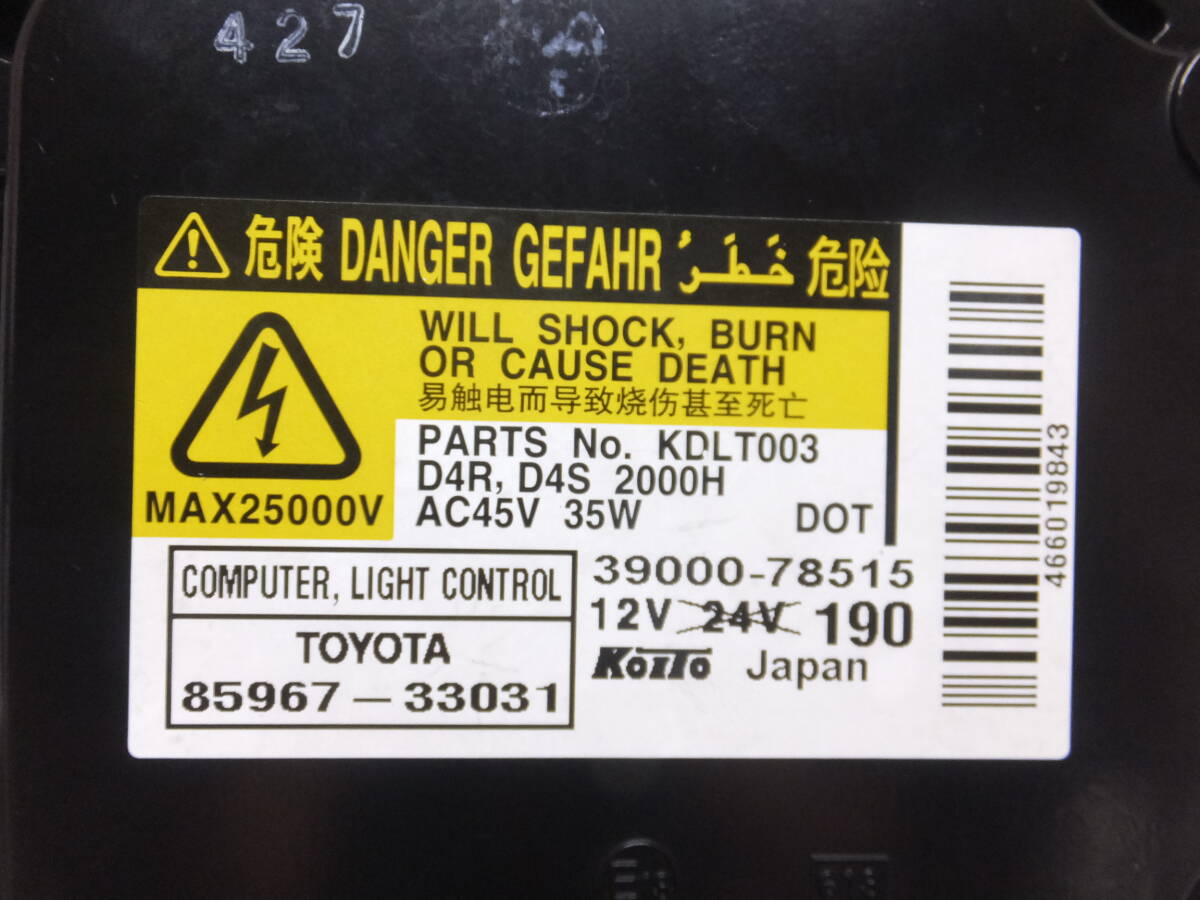 427
危険 DANGER GEFAHR خَطَرٌ 危险
WILL SHOCK, BURN
OR CAUSE DEATH
易触电而导致烧伤甚至死亡
MAX25000V
PARTS No. KDLT003
D4R, D4S 2000H
AC45V 35W DOT
COMPUTER, LIGHT CONTROL
TOYOTA
85967-33031
39000-78515
12V 24V 190
KOITO Japan
466019843